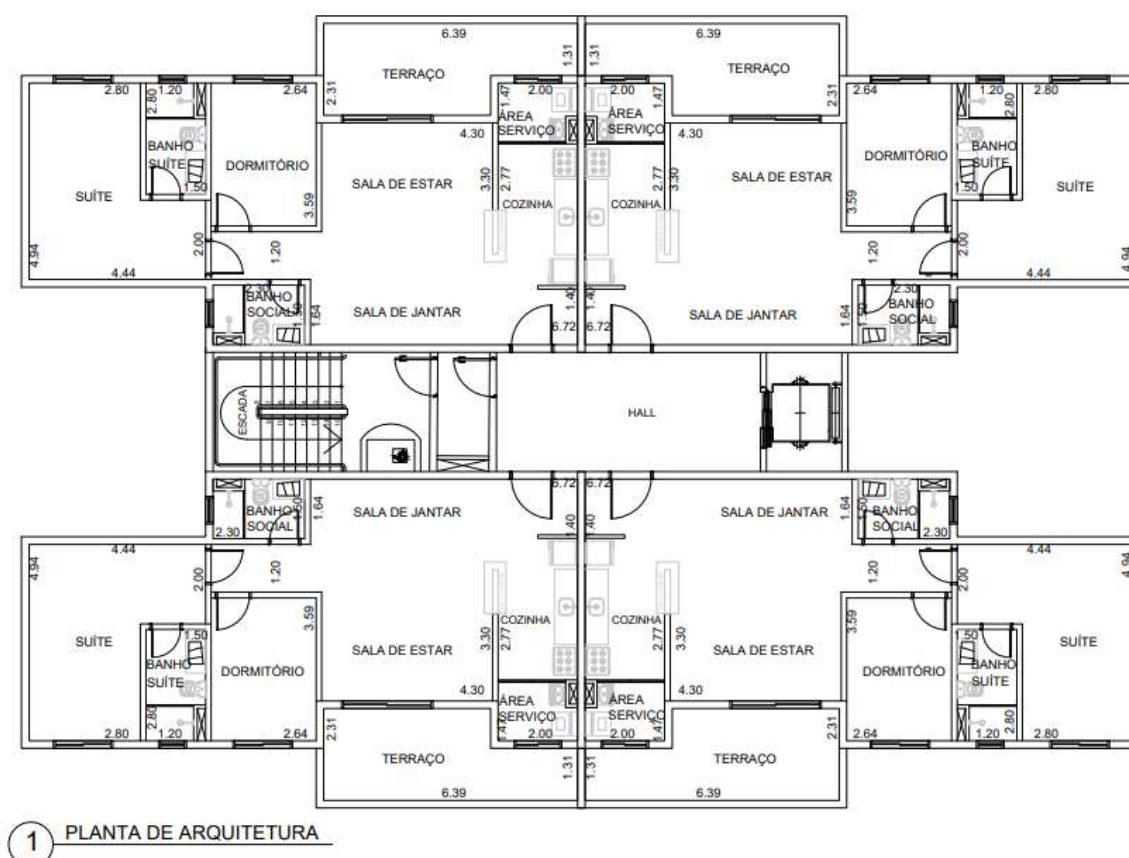 6.39
6.39
1.31
1.31
TERRAÇO
TERRAÇO
2.80
1.20
2.64
2.31
1.47
2.00
2.00
1.47
2.31
2.64
1.20
2.80
2.80
2.80
ÁREA
SERVIÇO
ÁREA
SERVIÇO
4.30
4.30
BANHO
SUÍTE
DORMITÓRIO
DORMITÓRIO
BANHO
SUÍTE
3.30
2.77
2.77
3.30
SALA DE ESTAR
SALA DE ESTAR
1.50
1.50
SUÍTE
SUÍTE
COZINHA
COZINHA
3.59
3.59
4.94
2.00
1.20
1.20
2.00
4.94
4.44
4.44
2.30
2.30
BANHO
SOCIAL
1.50
1.64
SALA DE JANTAR
1.40
1.40
SALA DE JANTAR
1.64
1.50
BANHO
SOCIAL
6.72
6.72
ESCADA
HALL
6.72
6.72
1.50
1.64
SALA DE JANTAR
SALA DE JANTAR
1.64
1.50
BANHO
SOCIAL
BANHO
SOCIAL
2.30
2.30
1.40
1.40
4.44
4.44
4.94
2.00
1.20
1.20
2.00
4.94
3.59
3.59
COZINHA
COZINHA
SUÍTE
1.50
1.50
SUÍTE
3.30
2.77
2.77
3.30
SALA DE ESTAR
SALA DE ESTAR
BANHO
SUÍTE
DORMITÓRIO
DORMITÓRIO
BANHO
SUÍTE
4.30
4.30
ÁREA
SERVIÇO
ÁREA
SERVIÇO
2.80
2.80
2.80
1.20
2.64
2.31
1.47
2.00
2.00
1.47
2.31
2.64
1.20
2.80
TERRAÇO
TERRAÇO
1.31
1.31
6.39
6.39
1 PLANTA DE ARQUITETURA